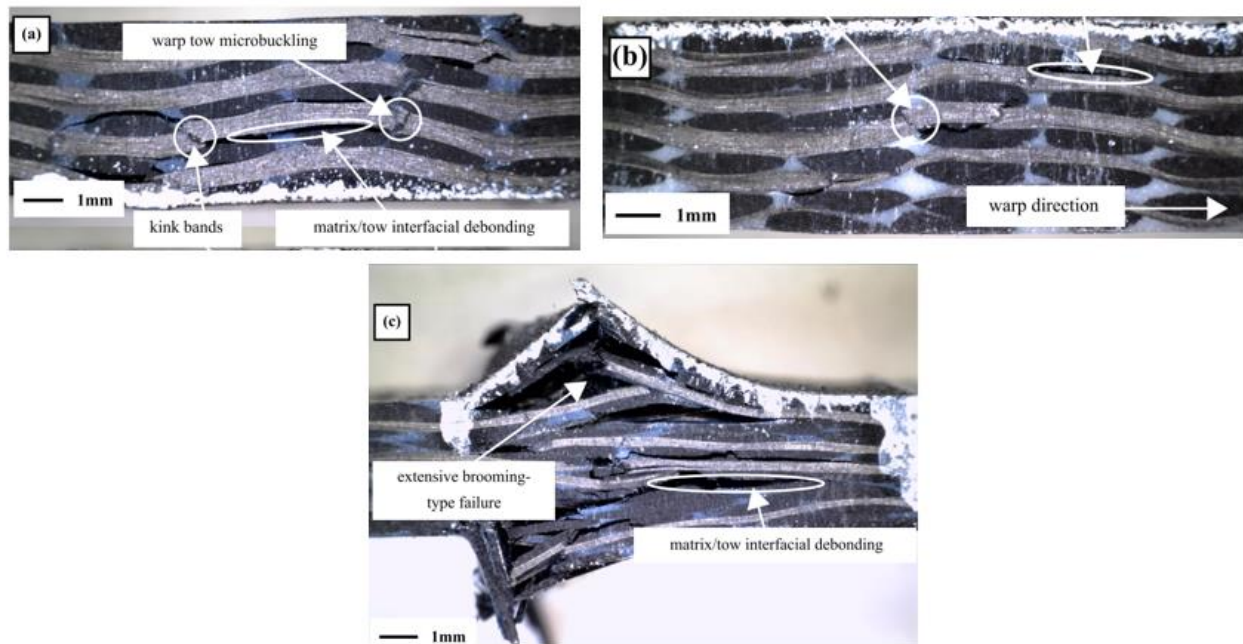 (a)
warp tow microbuckling
1mm
kink bands
matrix/tow interfacial debonding
(b)
1mm
warp direction
(c)
extensive brooming-
type failure
matrix/tow interfacial debonding
1mm